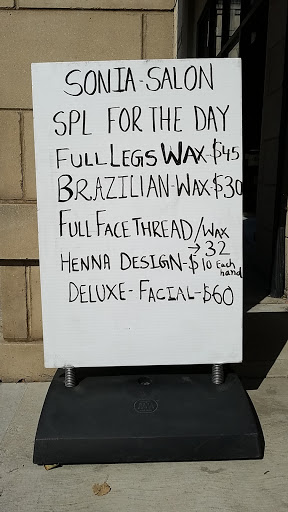 SONIA-SALON
SPL FOR THE DAY
FULL LEGS WAX-$45
BRAZILIAN-WAX-$30
FULL FACE THREAD/WAX
→32
HENNA DESIGN-$10 Each hand
DELUXE-FACIAL-$60